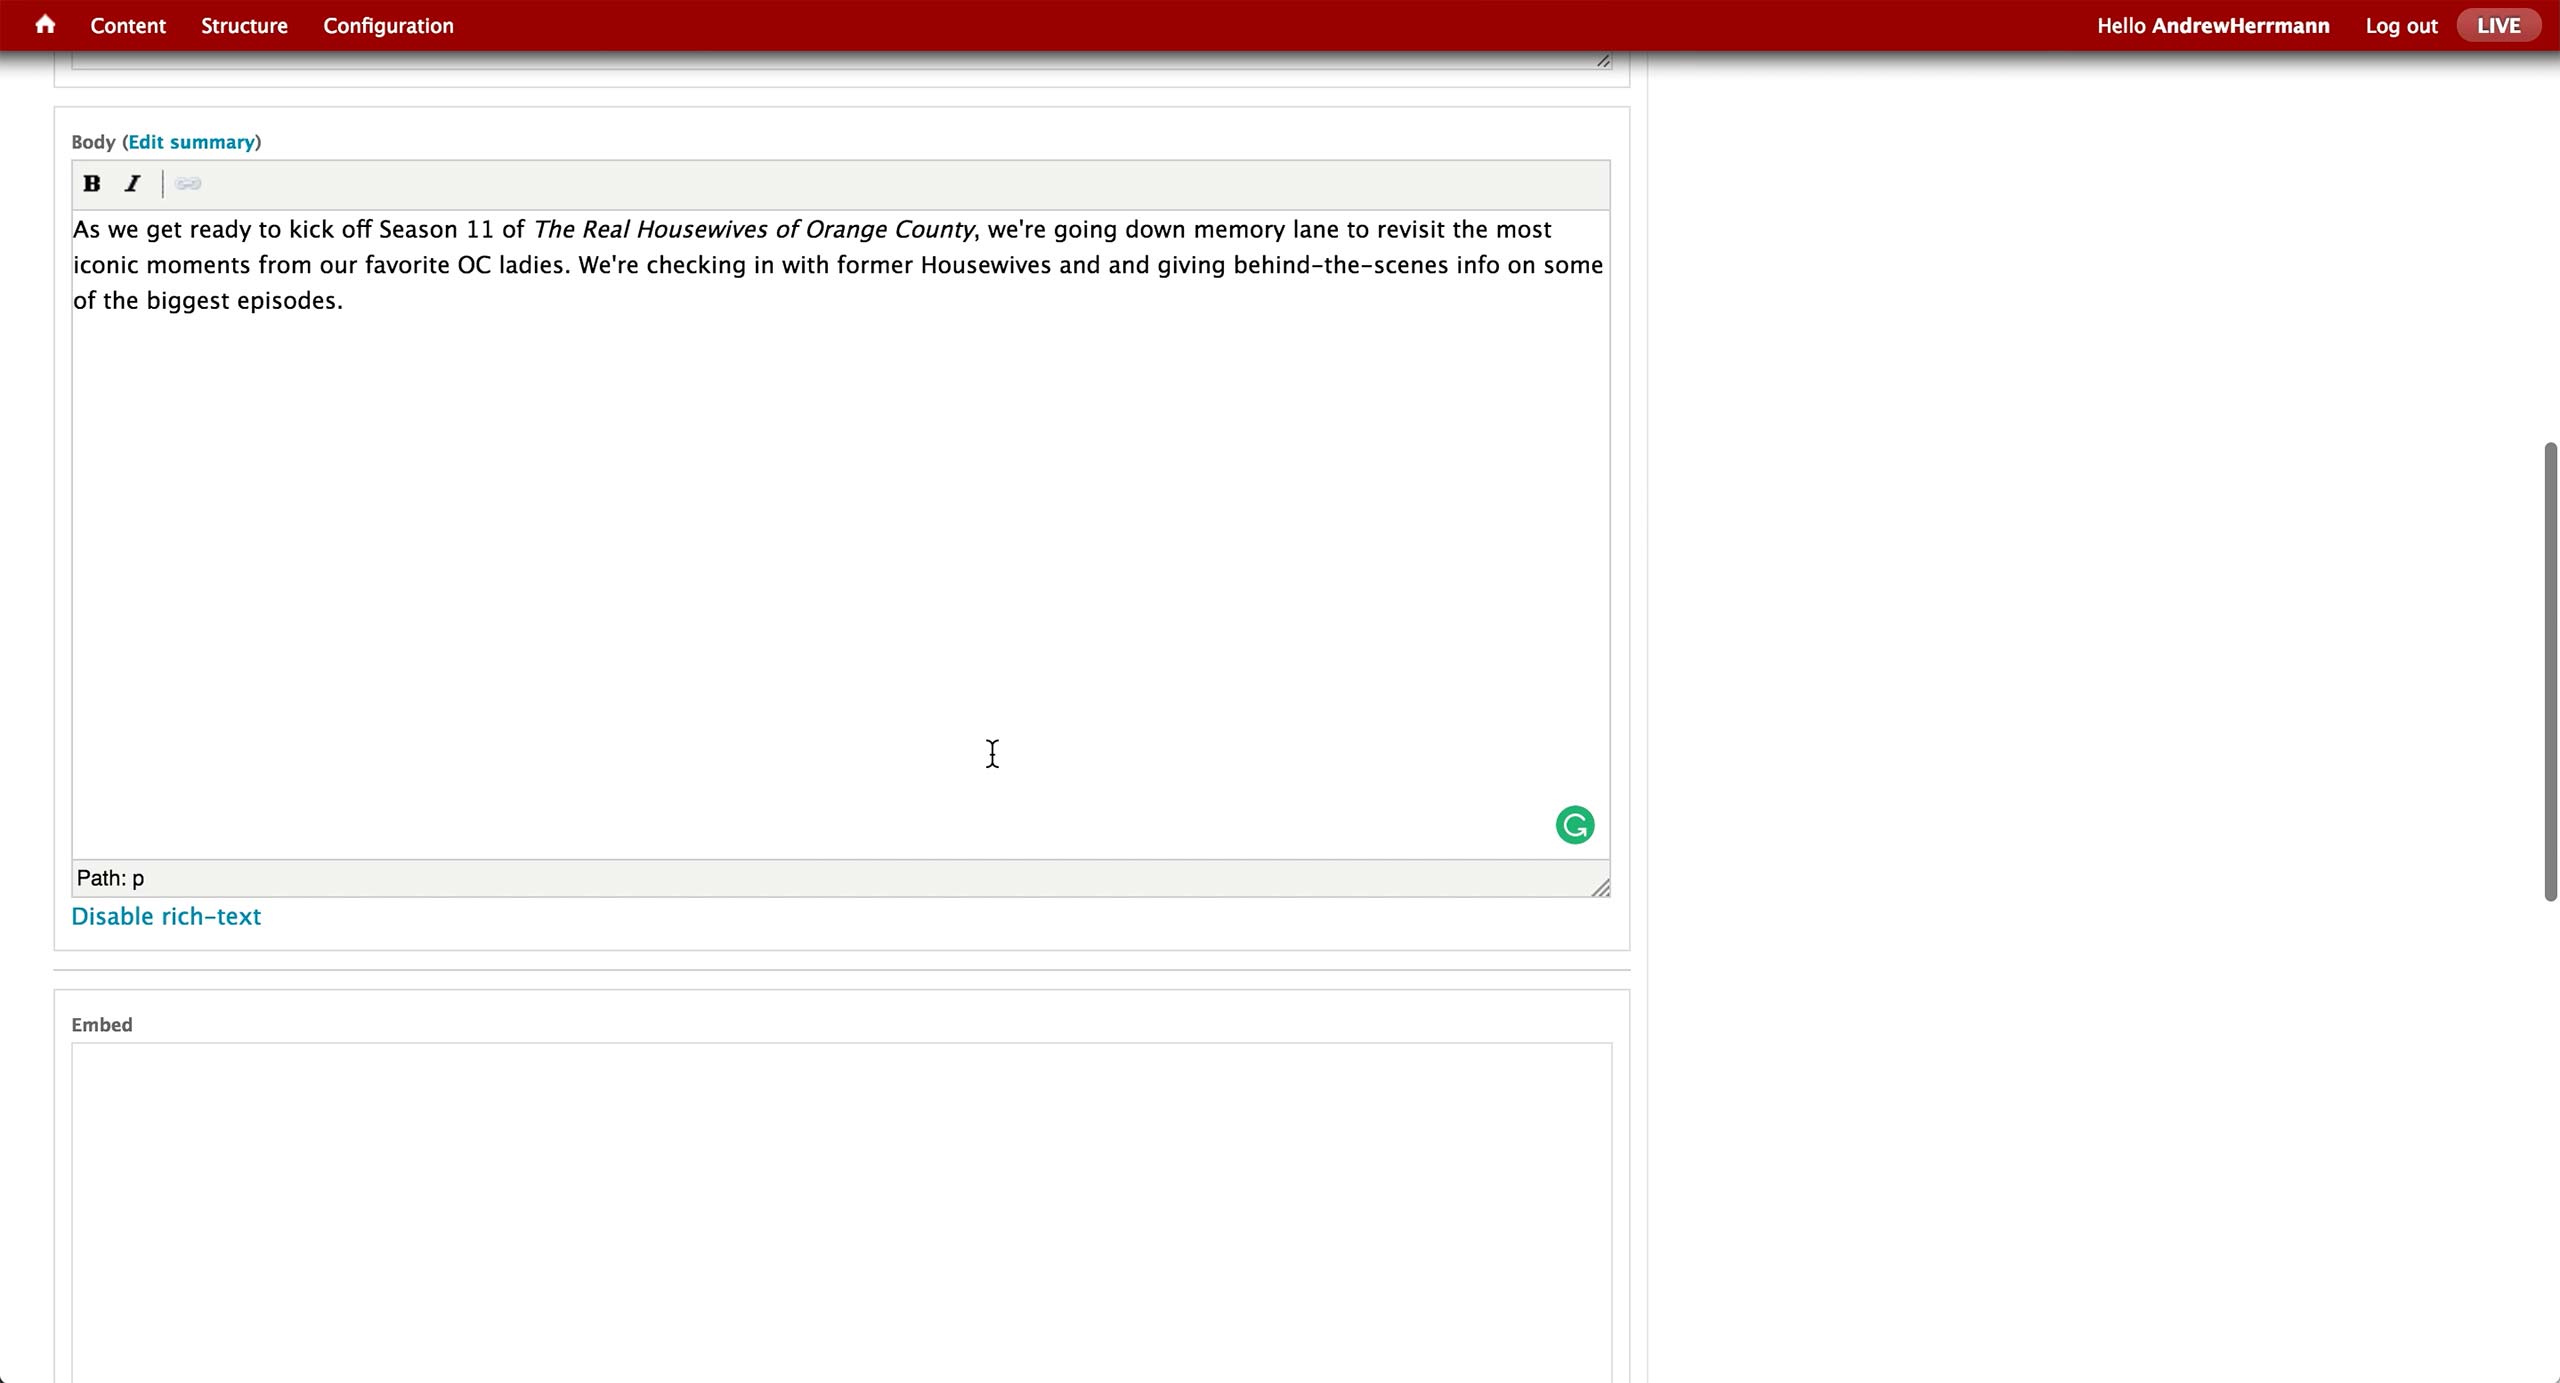 Content Structure Configuration Hello AndrewHerrmann Log out LIVE
Body (Edit summary)
B I
As we get ready to kick off Season 11 of The Real Housewives of Orange County, we're going down memory lane to revisit the most
iconic moments from our favorite OC ladies. We're checking in with former Housewives and and giving behind-the-scenes info on some
of the biggest episodes.
Path: p
Disable rich-text
Embed